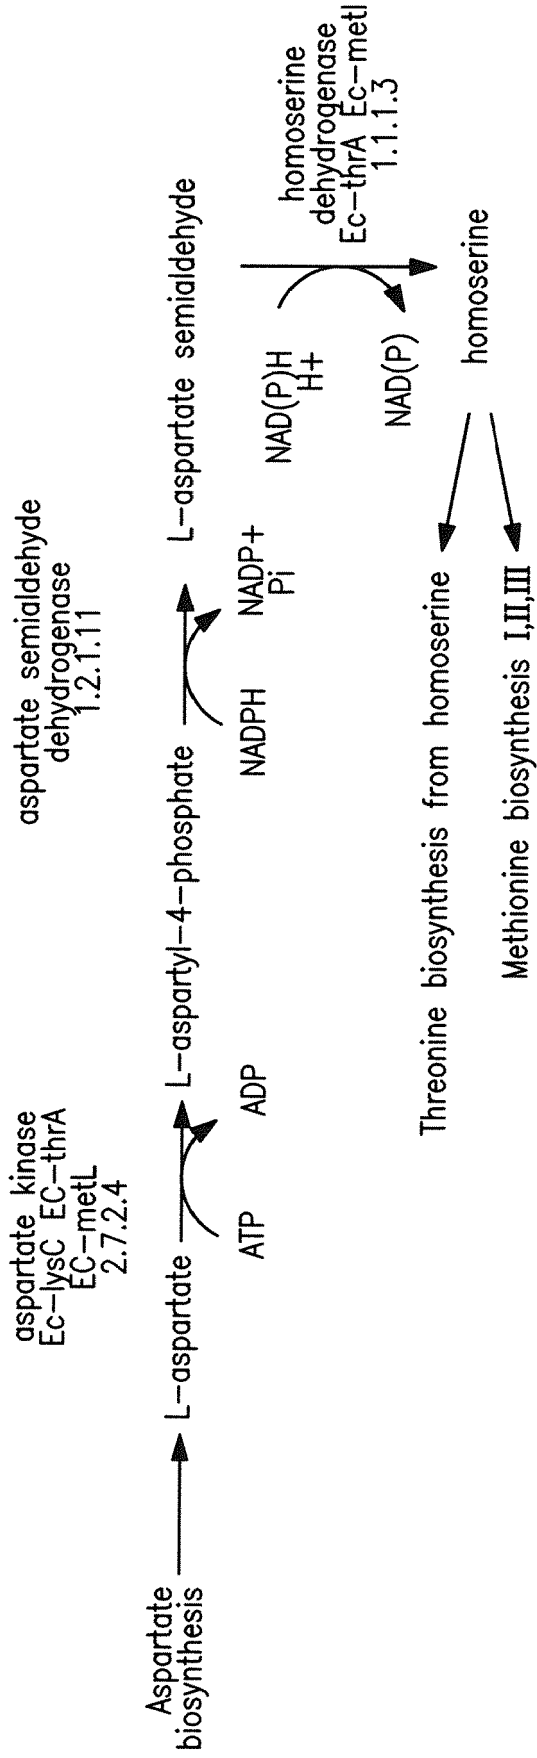 Aspartate
biosynthesis
L-aspartate
aspartate kinase
Ec-lysC EC-thrA
EC-metL
2.7.2.4
ATP
ADP
L-aspartyl-4-phosphate
aspartate semialdehyde
dehydrogenase
1.2.1.11
NADPH
NADP+
Pi
L-aspartate semialdehyde
homoserine
dehydrogenase
Ec-thrA Ec-metl
1.1.1.3
NAD(P)H
H+
NAD(P)
homoserine
Threonine biosynthesis from homoserine
Methionine biosynthesis I,II,III